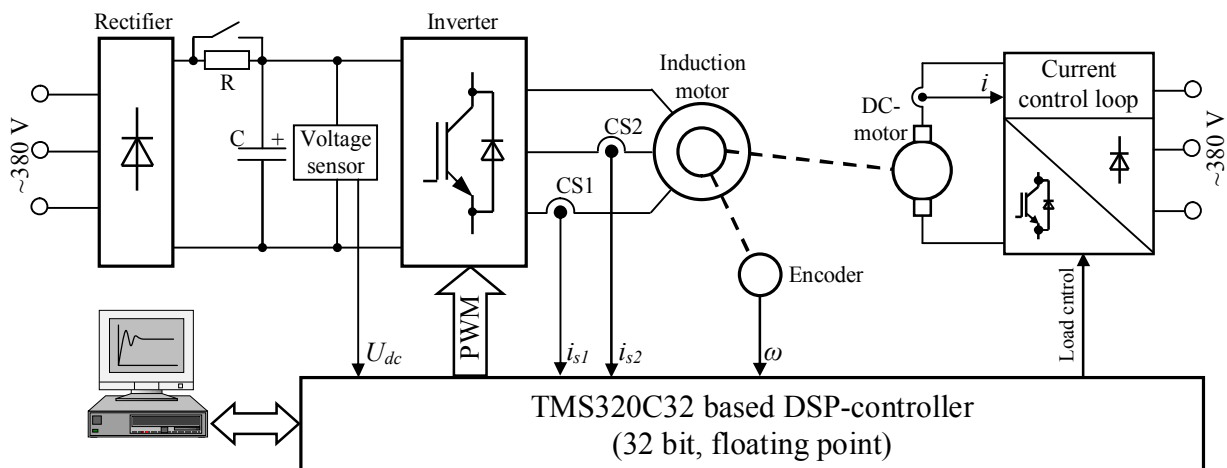 Rectifier
Inverter
Induction
motor
Current
control loop
R
i
DC-
motor
~380 V
C
+
Voltage
sensor
CS2
CS1
~380 V
Encoder
PWM
Load cntrl
U_dc
i_s1
i_s2
ω
TMS320C32 based DSP-controller
(32 bit, floating point)